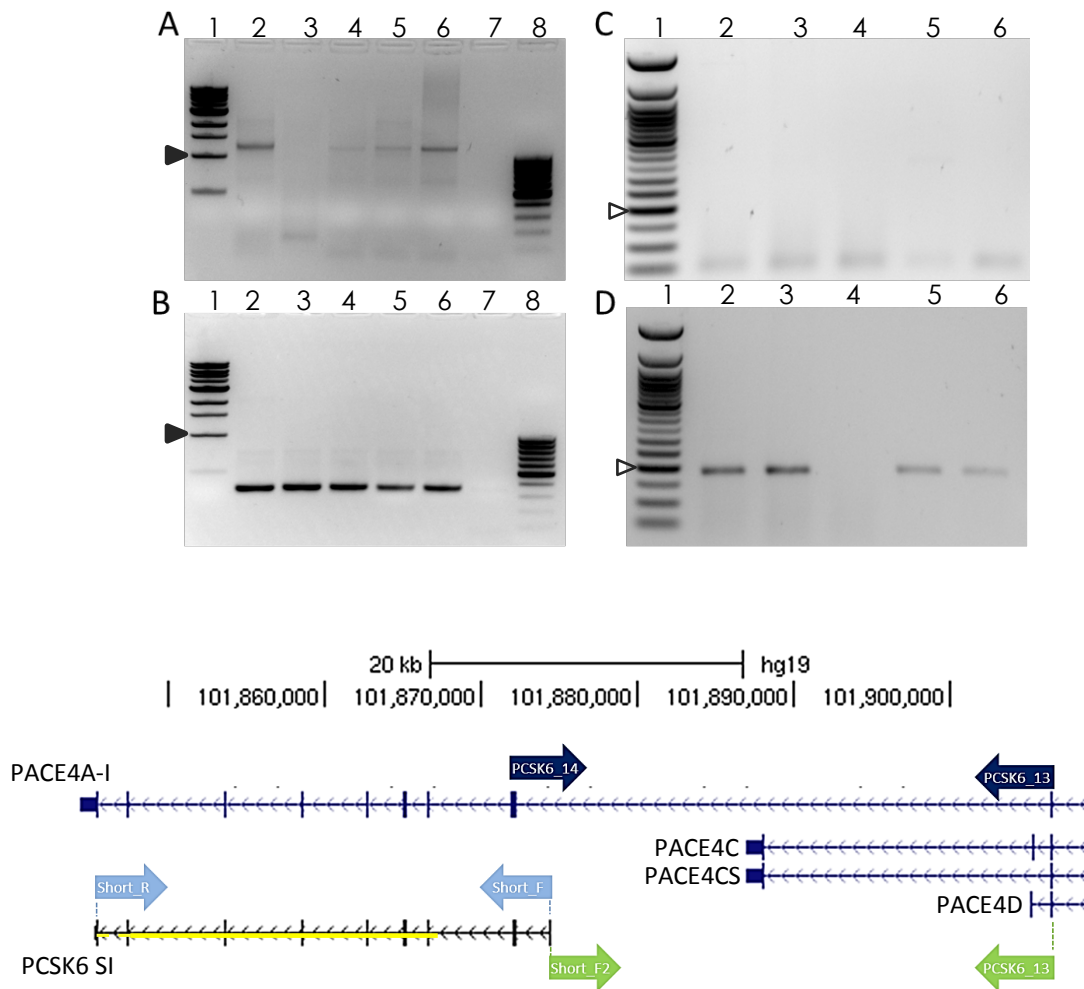 A
1 2 3 4 5 6 7 8
C
1 2 3 4 5 6
B
1 2 3 4 5 6 7 8
D
1 2 3 4 5 6
20 kb hg19
101,860,000 101,870,000 101,880,000 101,890,000 101,900,000
PCSK6_14
PCSK6_13
PACE4A-I
PACE4C
PACE4CS
PACE4D
Short_R
Short_F
PCSK6 SI
Short_F2
PCSK6_13